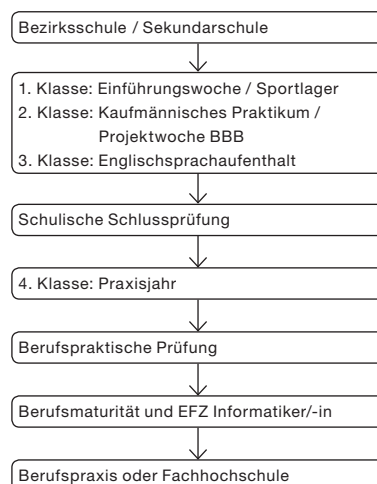 Bezirksschule / Sekundarschule
1. Klasse: Einführungswoche / Sportlager
2. Klasse: Kaufmännisches Praktikum /
Projektwoche BBB
3. Klasse: Englischsprachaufenthalt
Schulische Schlussprüfung
4. Klasse: Praxisjahr
Berufspraktische Prüfung
Berufsmaturität und EFZ Informatiker/-in
Berufspraxis oder Fachhochschule